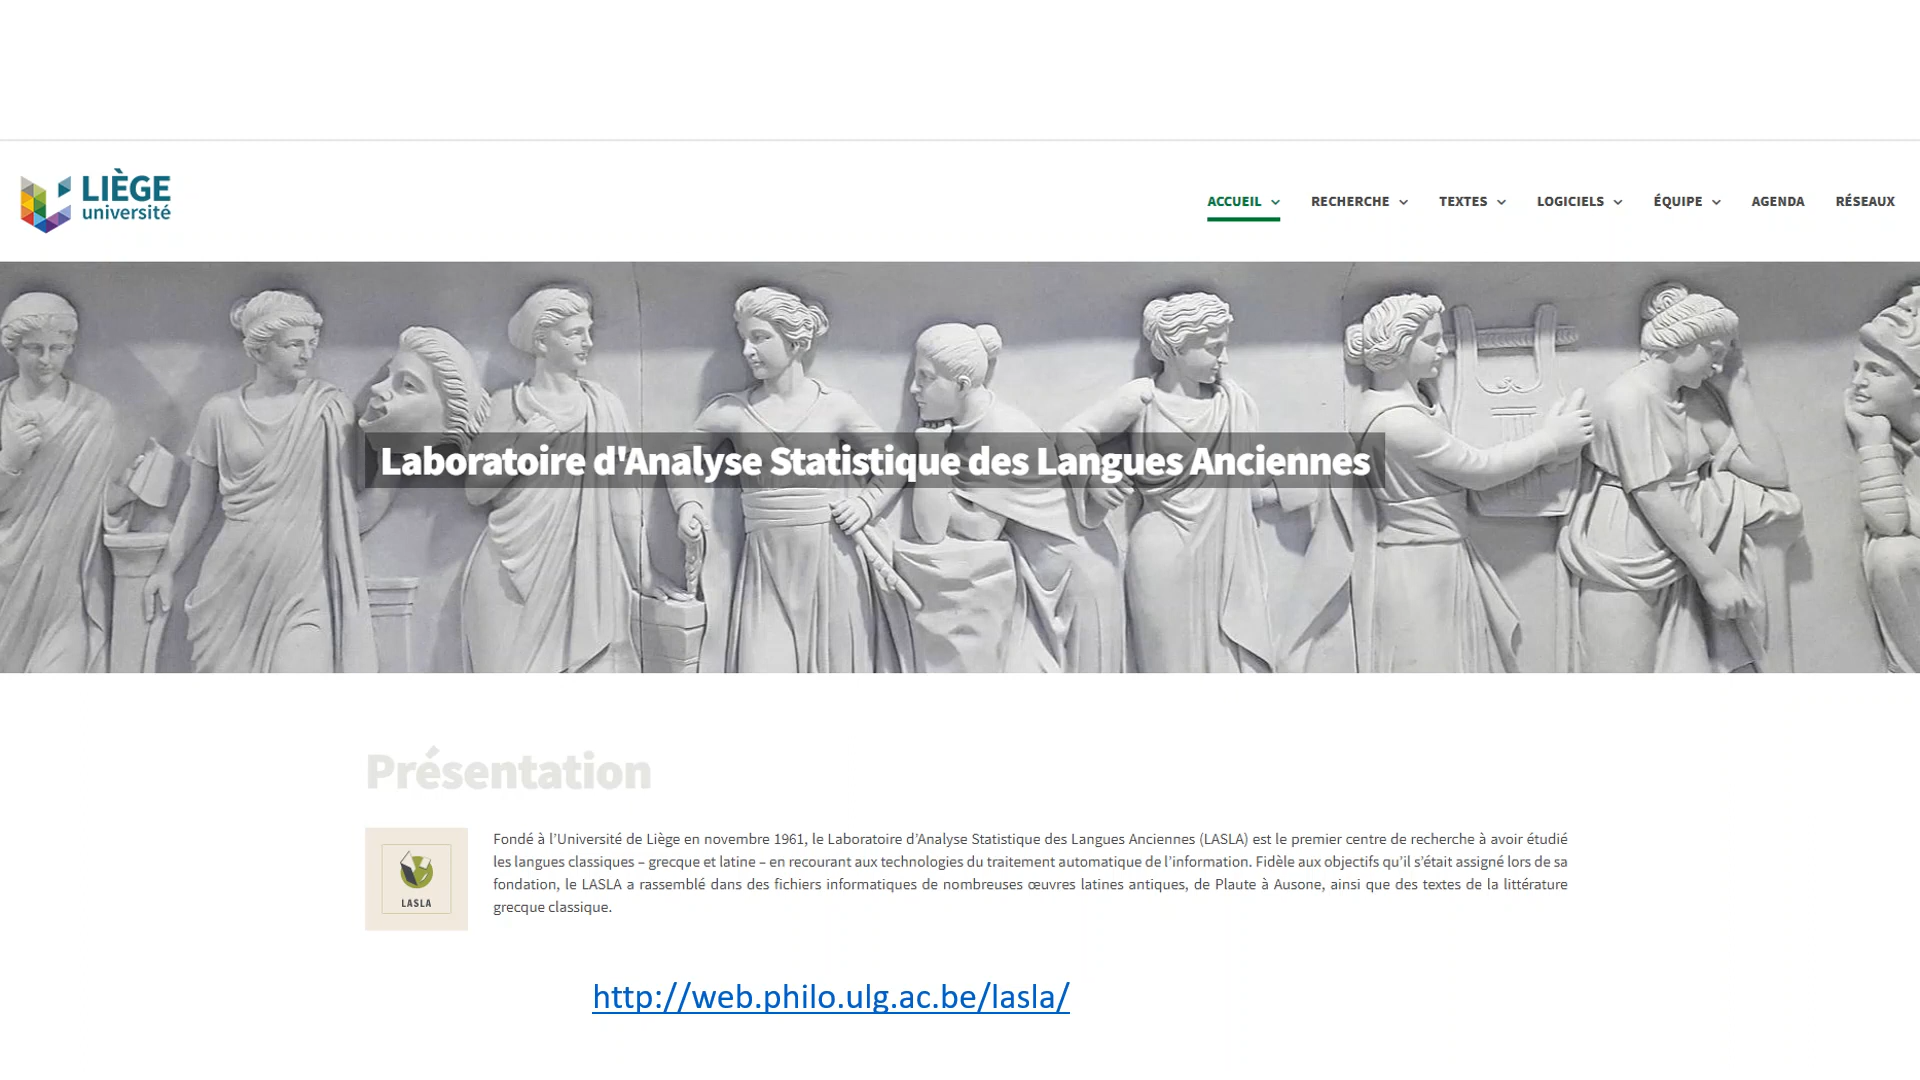 LIÈGE
université
ACCUEIL RECHERCHE TEXTES LOGICIELS ÉQUIPE AGENDA RÉSEAUX
Laboratoire d'Analyse Statistique des Langues Anciennes
Présentation
Fondé à l’Université de Liège en novembre 1961, le Laboratoire d’Analyse Statistique des Langues Anciennes (LASLA) est le premier centre de recherche à avoir étudié
les langues classiques – grecque et latine – en recourant aux technologies du traitement automatique de l’information. Fidèle aux objectifs qu’il s’était assigné lors de sa
fondation, le LASLA a rassemblé dans des fichiers informatiques de nombreuses œuvres latines antiques, de Plaute à Ausone, ainsi que des textes de la littérature
grecque classique.
LASLA
http://web.philo.ulg.ac.be/lasla/